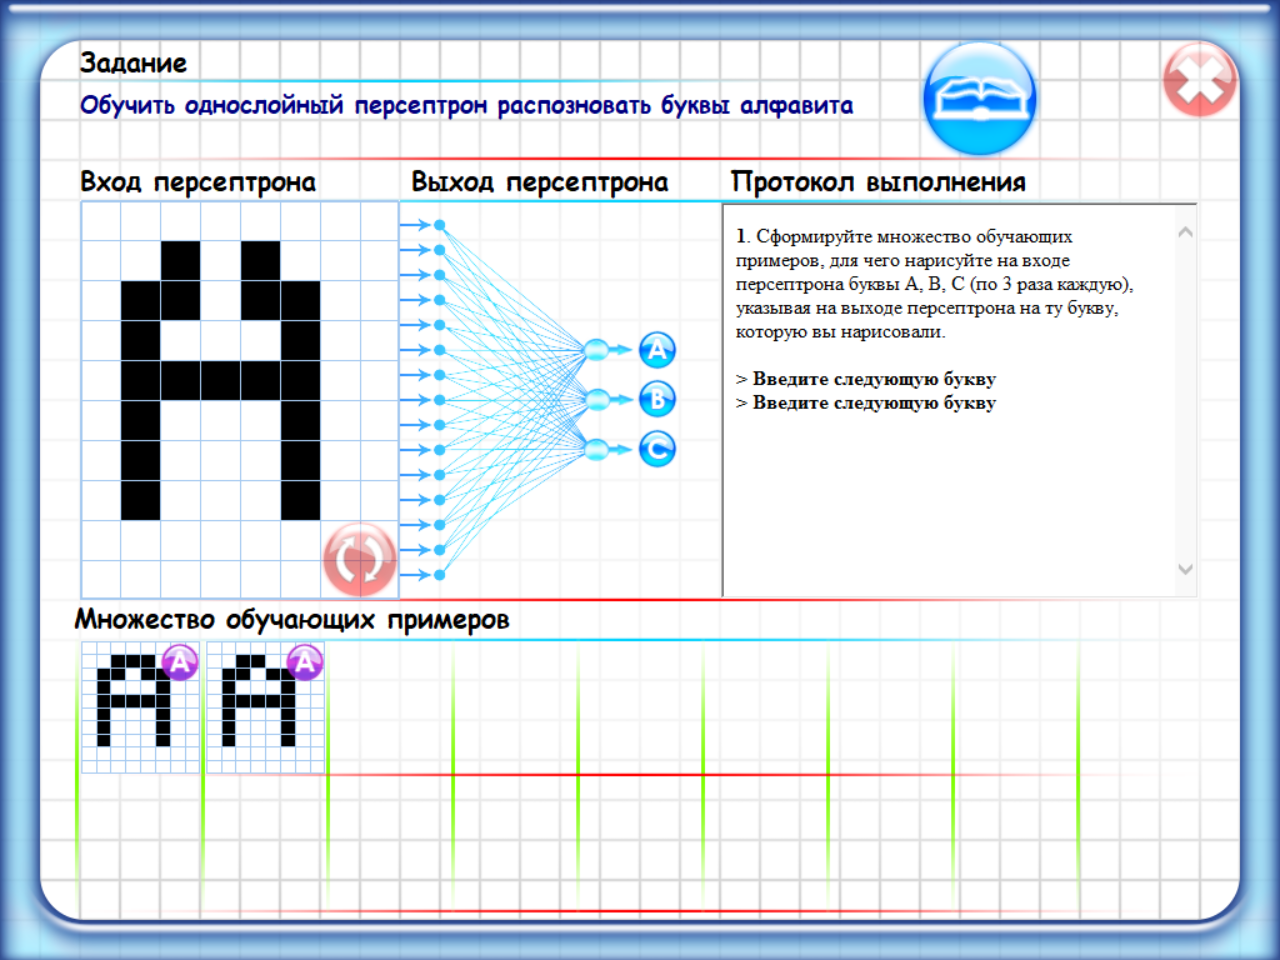 Задание
Обучить однослойный персептрон распозновать буквы алфавита
Вход персептрона
Выход персептрона
Протокол выполнения
1. Сформируйте множество обучающих
примеров, для чего нарисуйте на входе
персептрона буквы A, B, C (по 3 раза каждую),
указывая на выходе персептрона на ту букву,
которую вы нарисовали.
> Введите следующую букву
> Введите следующую букву
A
B
C
Множество обучающих примеров
A
A